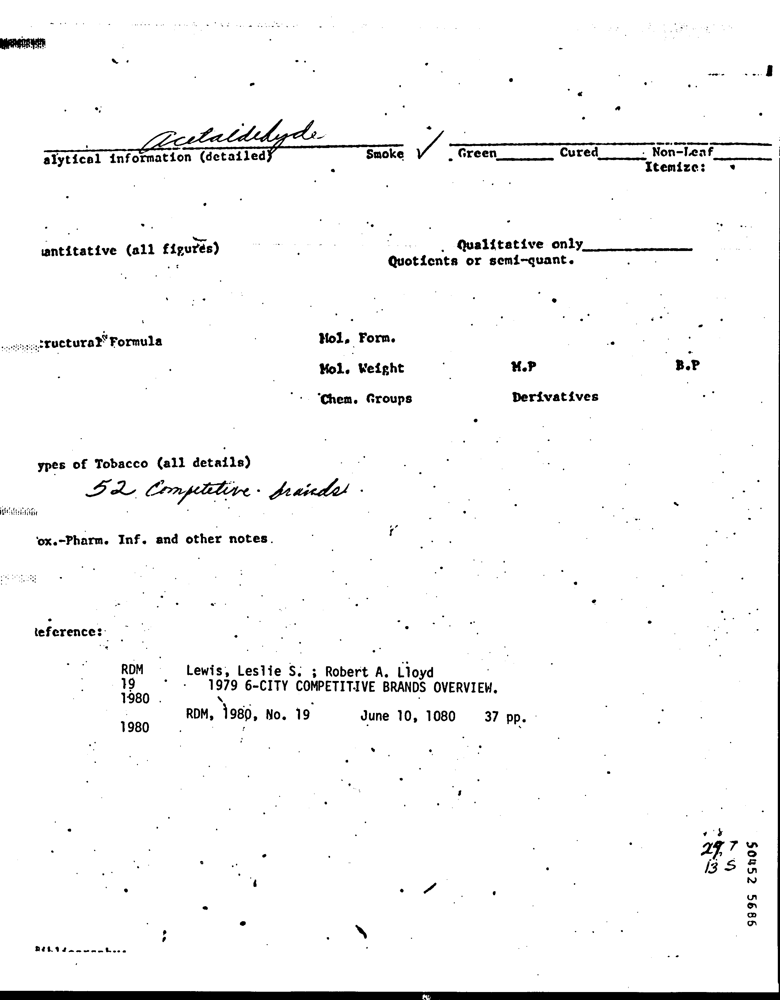 Acetaldehyde
alytical information (detailed) Smoke ✓ Green Cured Non-Leaf
Itemize:
uantitative (all figures) Qualitative only
Quotients or semi-quant.
tructural Formula Mol. Form.
Mol. Weight M.P B.P
Chem. Groups Derivatives
ypes of Tobacco (all details)
52 Competetive brands
ox.-Pharm. Inf. and other notes.
eference:
RDM Lewis, Leslie S. ; Robert A. Lloyd
19 1979 6-CITY COMPETITIVE BRANDS OVERVIEW.
1980
RDM, 1980, No. 19 June 10, 1080 37 pp.
1980
29,7
13 S
50452 5686